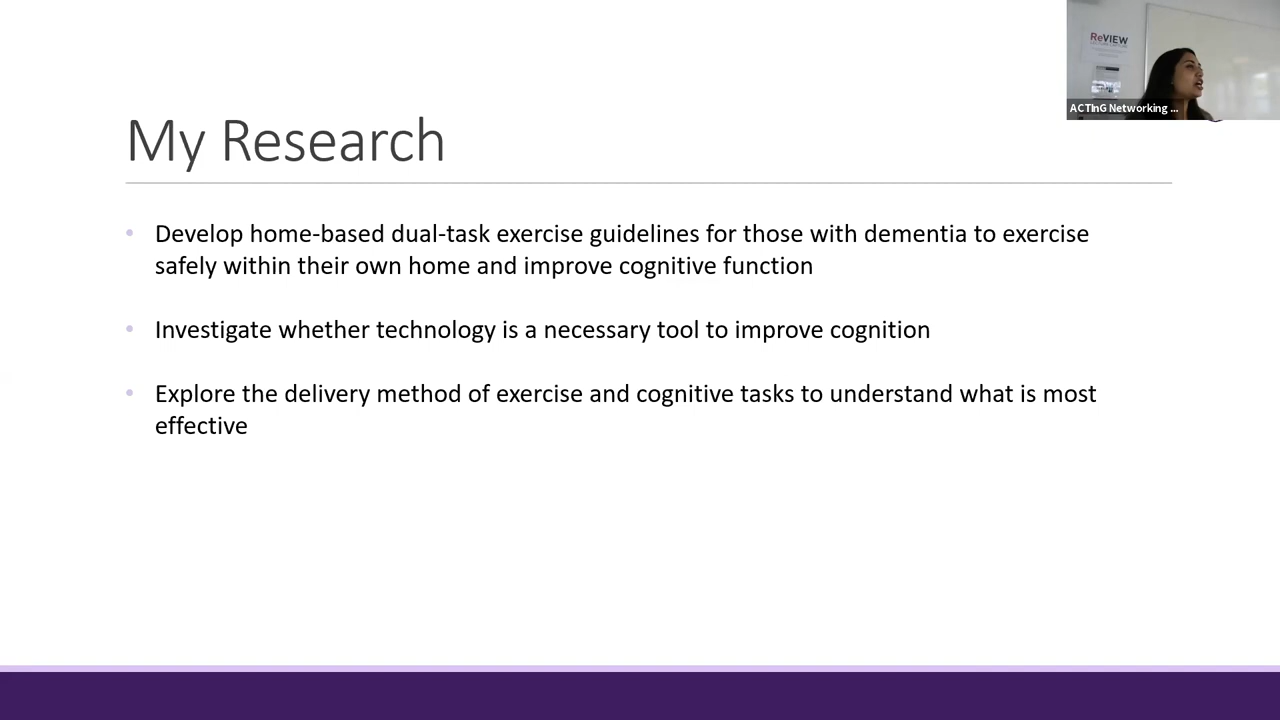 ReVIEW
ACTInG Networking ...
My Research
• Develop home-based dual-task exercise guidelines for those with dementia to exercise
safely within their own home and improve cognitive function
• Investigate whether technology is a necessary tool to improve cognition
• Explore the delivery method of exercise and cognitive tasks to understand what is most
effective